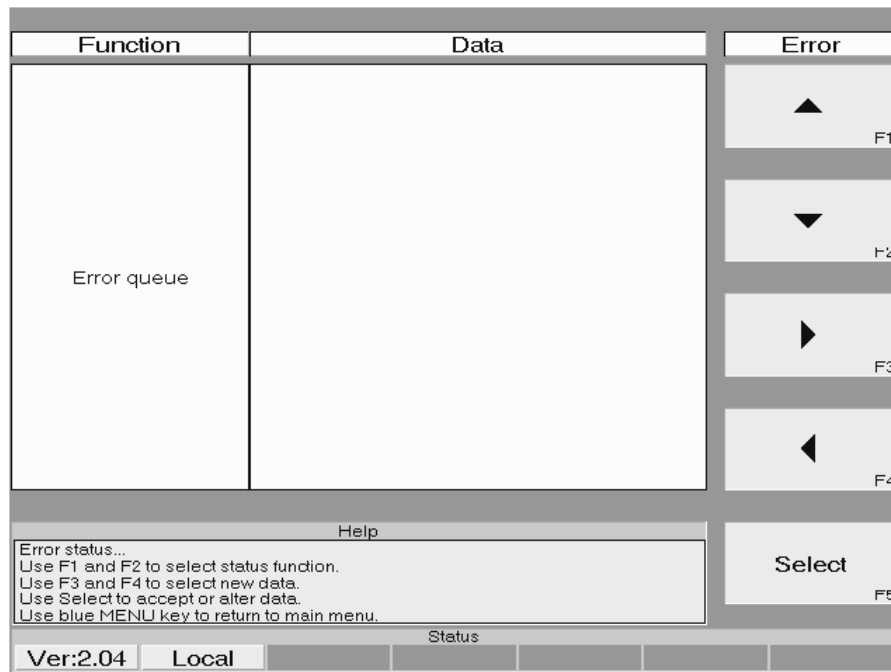 Function
Data
Error
F1
F2
Error queue
F3
F4
Help
Error status...
Use F1 and F2 to select status function.
Use F3 and F4 to select new data.
Use Select to accept or alter data.
Use blue MENU key to return to main menu.
Select
F5
Status
Ver:2.04
Local